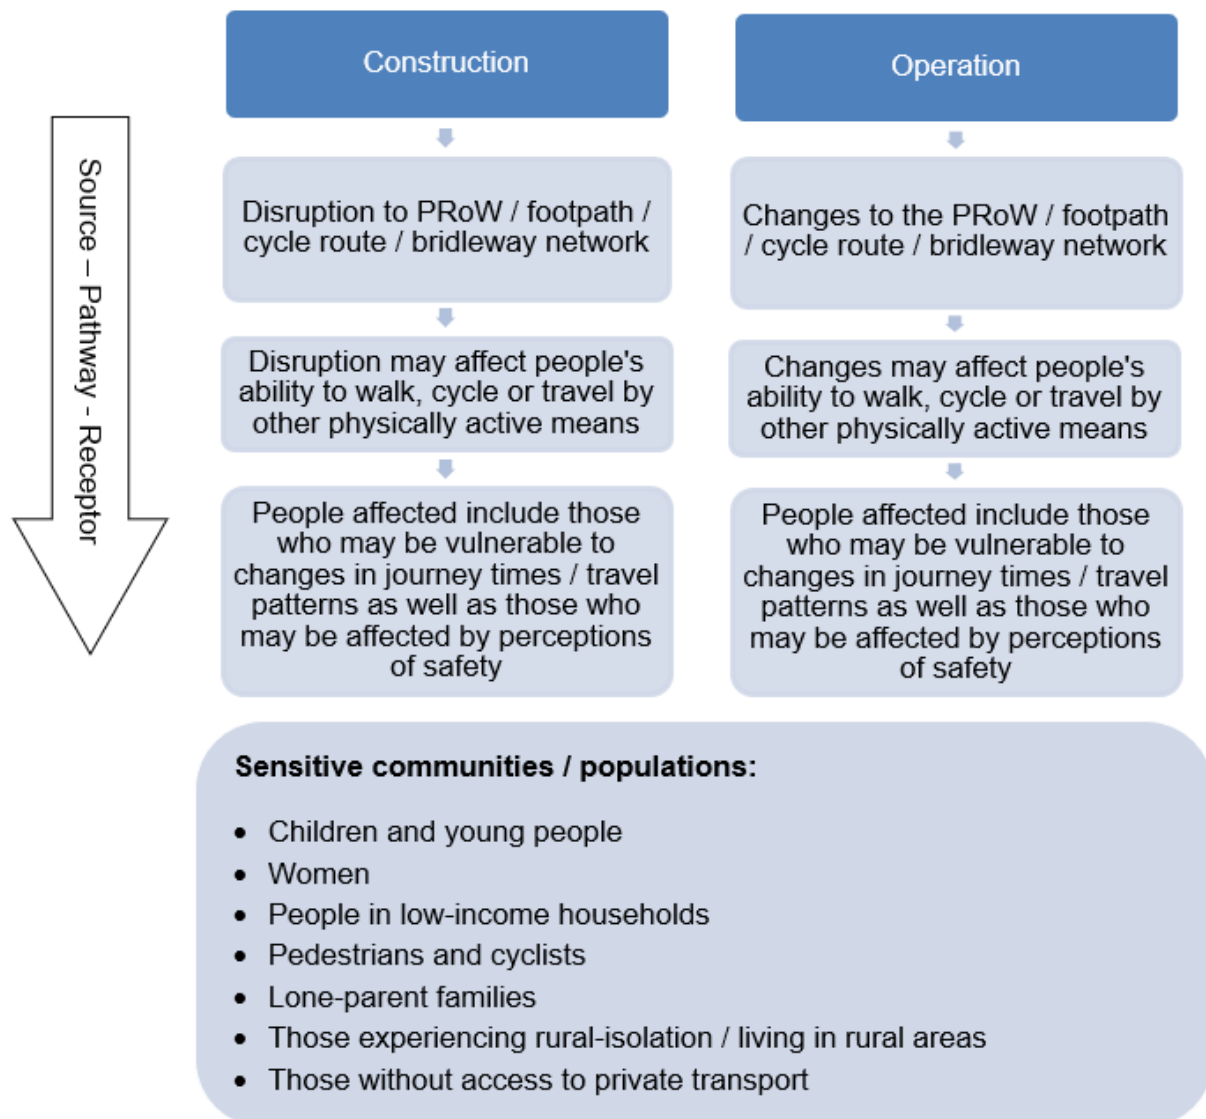 Construction
Operation
Source – Pathway - Receptor
Disruption to PRoW / footpath /
cycle route / bridleway network
Changes to the PRoW / footpath
/ cycle route / bridleway network
Disruption may affect people's
ability to walk, cycle or travel by
other physically active means
Changes may affect people's
ability to walk, cycle or travel by
other physically active means
People affected include those
who may be vulnerable to
changes in journey times / travel
patterns as well as those who
may be affected by perceptions
of safety
People affected include those
who may be vulnerable to
changes in journey times / travel
patterns as well as those who
may be affected by perceptions
of safety
Sensitive communities / populations:
• Children and young people
• Women
• People in low-income households
• Pedestrians and cyclists
• Lone-parent families
• Those experiencing rural-isolation / living in rural areas
• Those without access to private transport